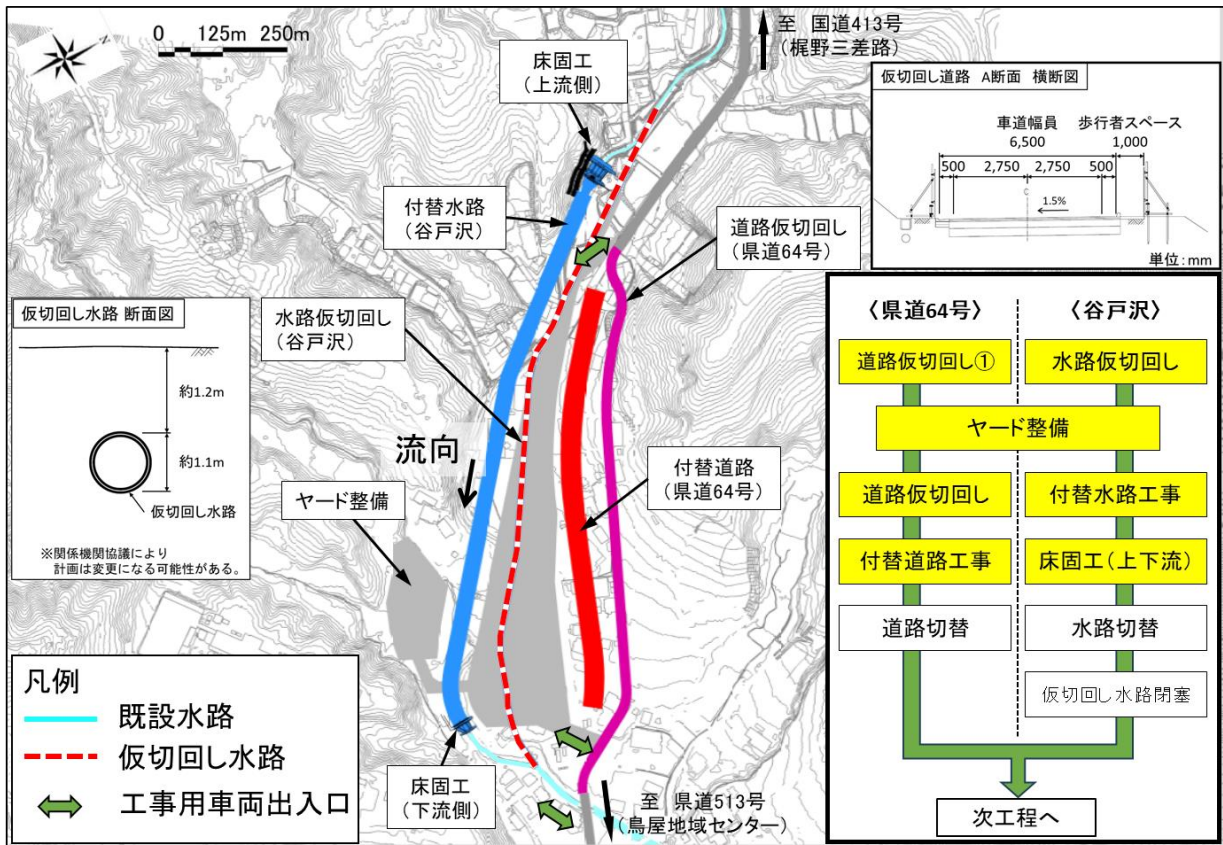 0 125m 250m
N
至 国道413号
(梶野三差路)
床固工
(上流側)
付替水路
(谷戸沢)
道路仮切回し
(県道64号)
水路仮切回し
(谷戸沢)
流向
ヤード整備
付替道路
(県道64号)
床固工
(下流側)
至 県道513号
(鳥屋地域センター)
仮切回し道路 A断面 横断図
車道幅員 歩行者スペース
6,500 1,000
500 2,750 2,750 500
C
1.5%
単位:mm
仮切回し水路 断面図
約1.2m
約1.1m
仮切回し水路
※関係機関協議により
計画は変更になる可能性がある。
凡例
既設水路
仮切回し水路
工事用車両出入口
〈県道64号〉 〈谷戸沢〉
道路仮切回し① 水路仮切回し
ヤード整備
道路仮切回し 付替水路工事
付替道路工事 床固工(上下流)
道路切替 水路切替
仮切回し水路閉塞
次工程へ